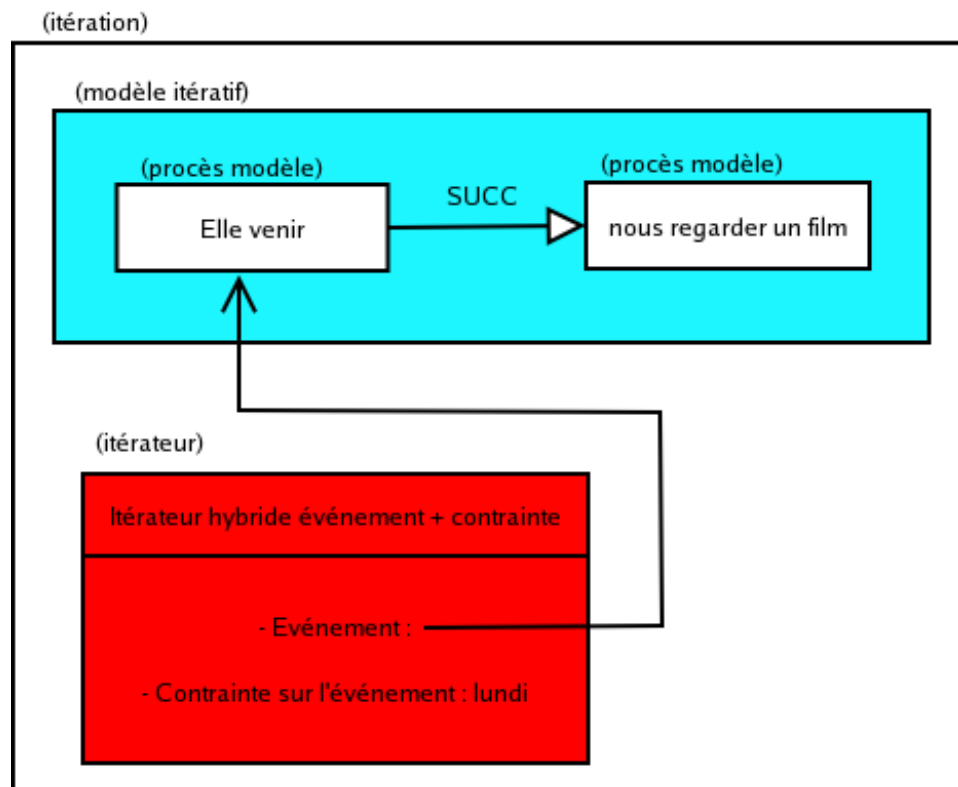 (itération)
(modèle itératif)
(procès modèle)
(procès modèle)
SUCC
Elle venir
nous regarder un film
(itérateur)
Itérateur hybride événement + contrainte
- Evénement :
- Contrainte sur l'événement : lundi